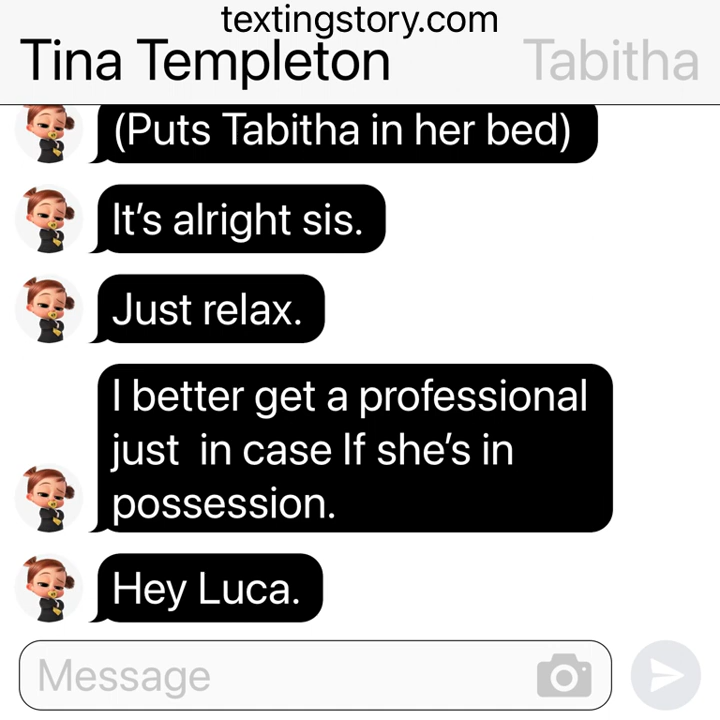 textingstory.com
Tina Templeton Tabitha
(Puts Tabitha in her bed)
It’s alright sis.
Just relax.
I better get a professional
just  in case If she’s in
possession.
Hey Luca.
Message